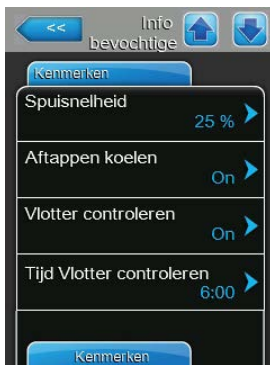 <<
Info
bevochtige
Kenmerken
Spuisnelheid
25 %
Aftappen koelen
On
Vlotter controleren
On
Tijd Vlotter controleren
6:00
Kenmerken